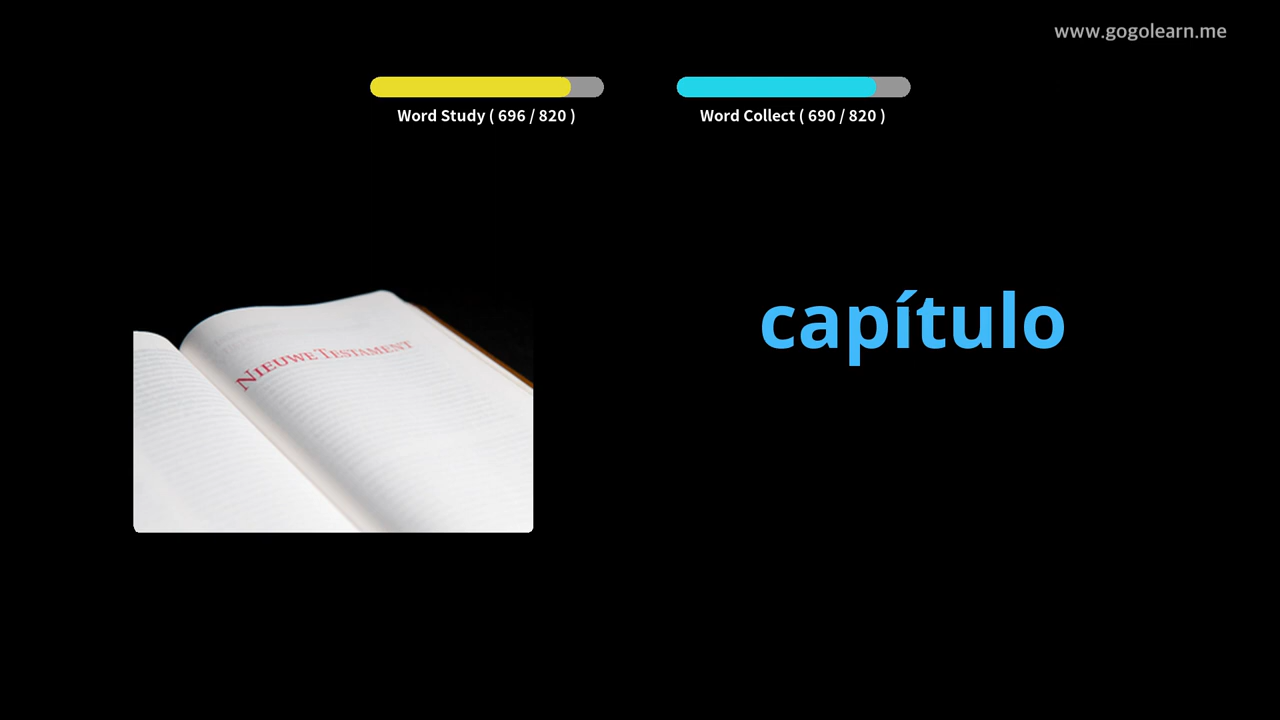 www.gogolearn.me
Word Study ( 696 / 820 )
Word Collect ( 690 / 820 )
capítulo
NIEUWE TESTAMENT